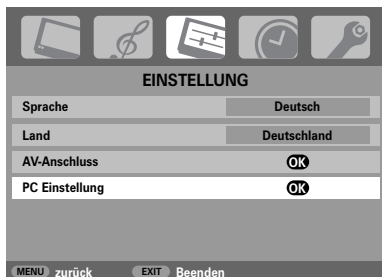 EINSTELLUNG
Sprache Deutsch
Land Deutschland
AV-Anschluss OK
PC Einstellung OK
MENU zurück EXIT Beenden